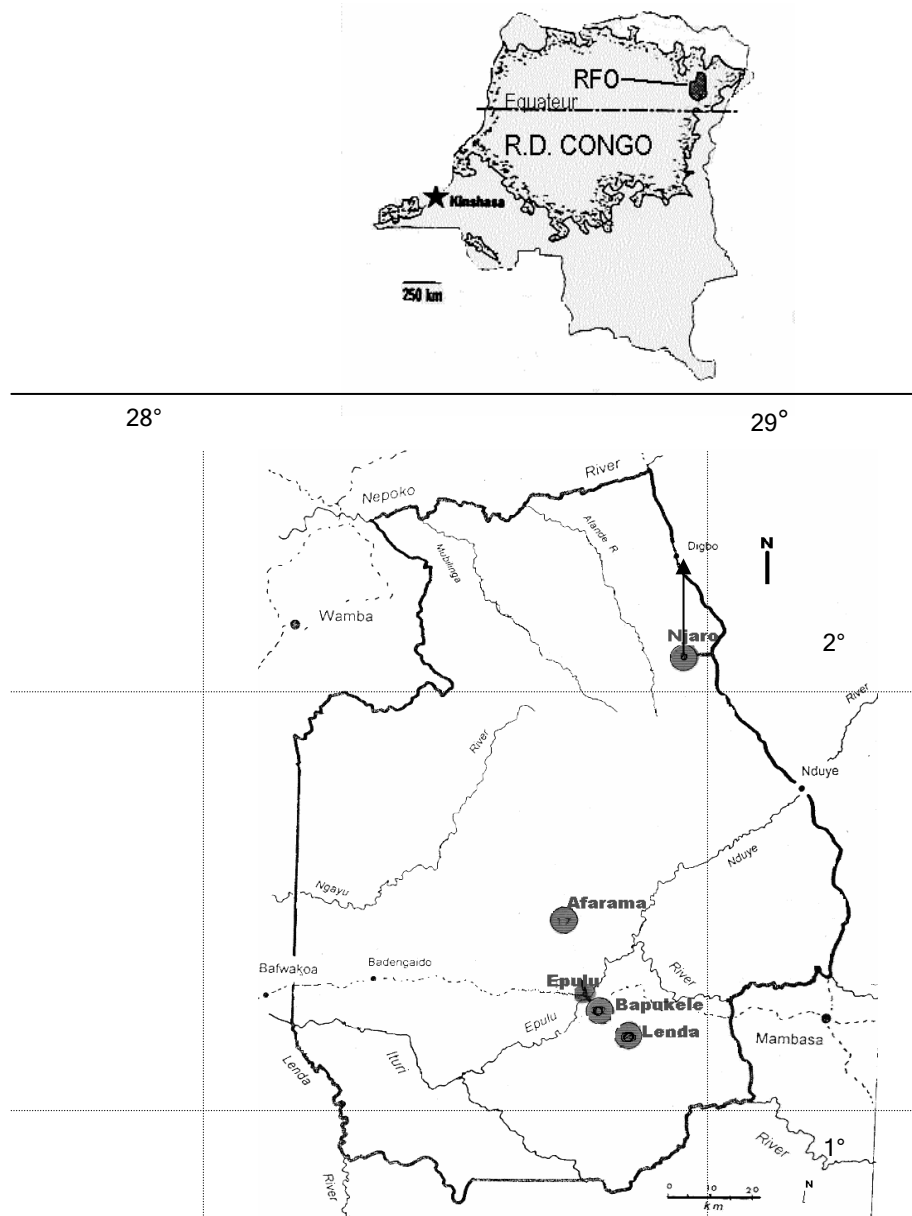 RFO
Equateur
R.D. CONGO
Kinshasa
250 km
28°
29°
River
Nepoko
Afande R.
Mubilinga
Digbo
N
Wamba
Njaro
2°
River
River
Nduye
Nduye
Ngayu
Afarama
Badengaido
Bafwakoa
Epulu
River
Bapukele
Epulu
Lenda
Mambasa
Lenda
Ituri
River
1°
River
N
0 10 20
km